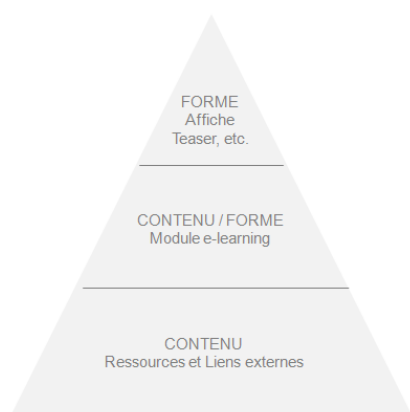 FORME
Affiche
Teaser, etc.
CONTENU / FORME
Module e-learning
CONTENU
Ressources et Liens externes